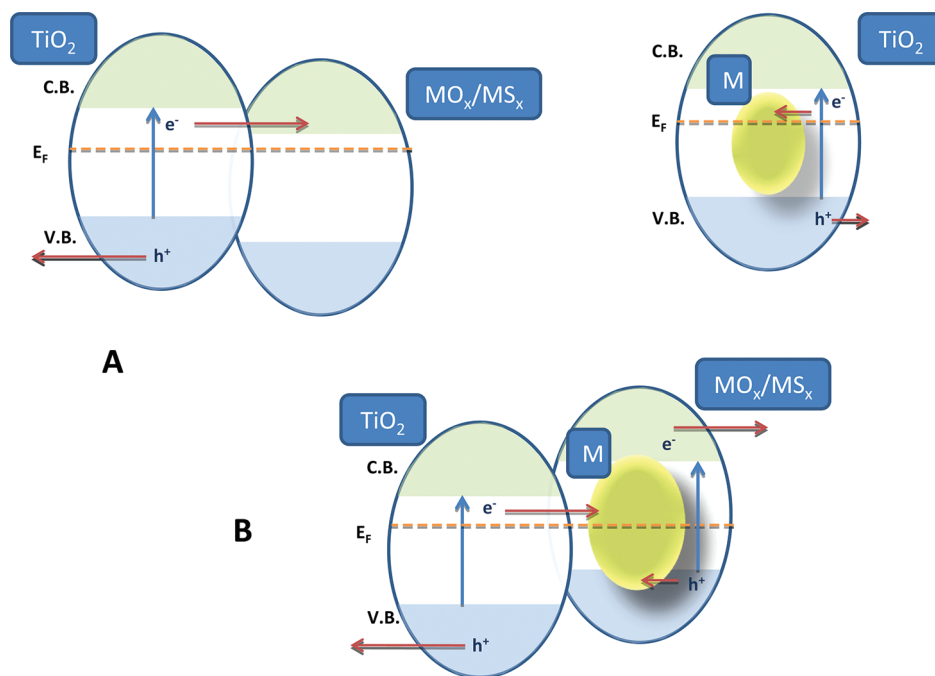 TiO2
C.B.
MOx/MSx
e-
EF
V.B.
h+
TiO2
C.B.
M
e-
EF
V.B.
h+
A
MOx/MSx
TiO2
M
e-
C.B.
e-
B
EF
h+
V.B.
h+